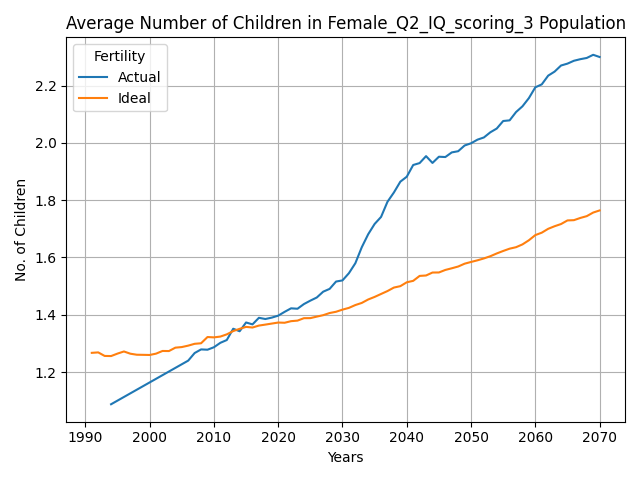 Average Number of Children in Female_Q2_IQ_scoring_3 Population
Fertility
Actual
Ideal
2.2
2.0
1.8
1.6
1.4
1.2
No. of Children
1990 2000 2010 2020 2030 2040 2050 2060 2070
Years